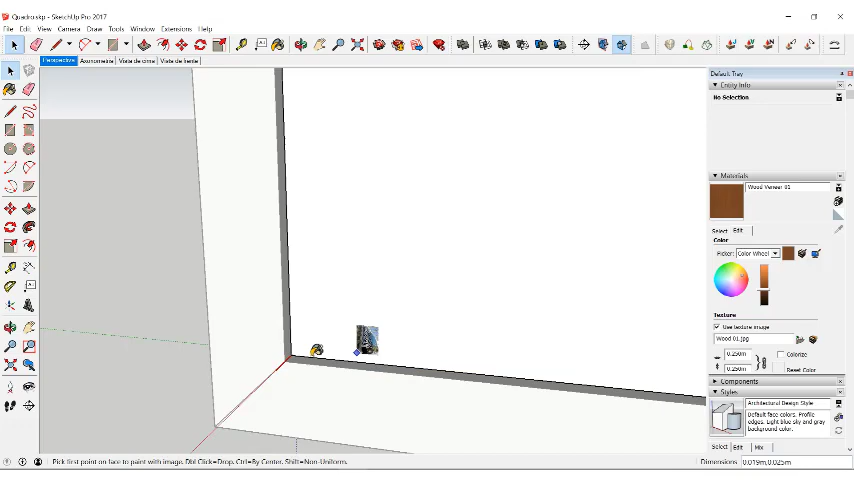 Quadro.skp - SketchUp Pro 2017
File Edit View Camera Draw Tools Window Extensions Help
Perspectiva Axonometria Vista de cima Vista de frente
Default Tray
Entity Info
No Selection
Materials
Wood Veneer 01
Select Edit
Color
Picker: Color Wheel
Texture
Use texture image
Wood 01.jpg
0.250m Colorize
0.250m Reset Color
Components
Styles
Architectural Design Style
Default face colors. Profile edges. Light blue sky and gray background color.
Select Edit Mix
Pick first point on face to paint with image. Dbl Click=Drop. Ctrl=By Center. Shift=Non-Uniform.
Dimensions 0.019m,0.025m